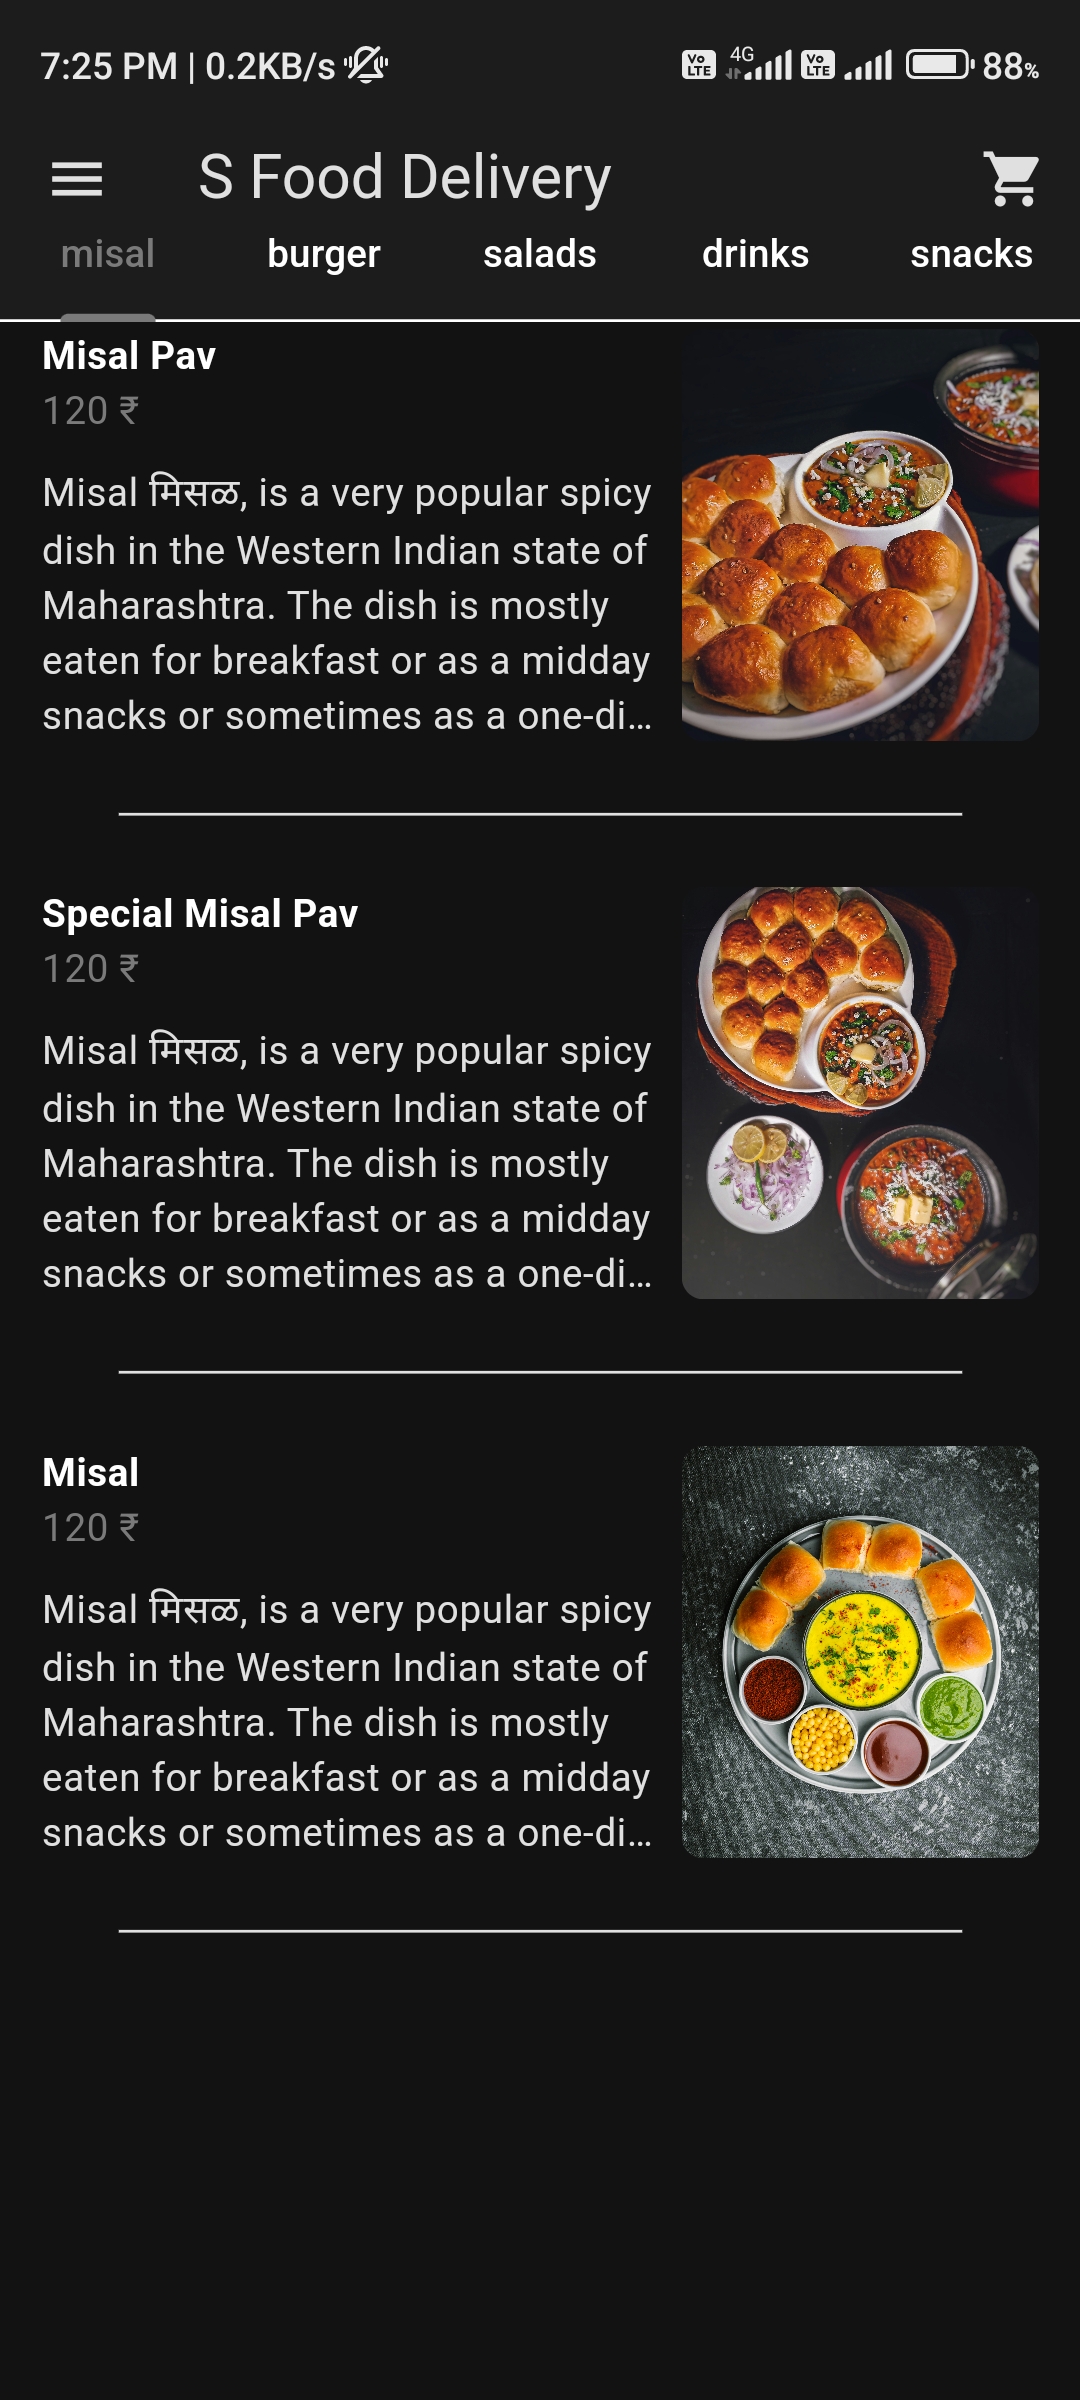 7:25 PM | 0.2KB/s Vo LTE 4G Vo LTE 88%
S Food Delivery
misal burger salads drinks snacks
Misal Pav
120 ₹
Misal मिसळ, is a very popular spicy
dish in the Western Indian state of
Maharashtra. The dish is mostly
eaten for breakfast or as a midday
snacks or sometimes as a one-di...
Special Misal Pav
120 ₹
Misal मिसळ, is a very popular spicy
dish in the Western Indian state of
Maharashtra. The dish is mostly
eaten for breakfast or as a midday
snacks or sometimes as a one-di...
Misal
120 ₹
Misal मिसळ, is a very popular spicy
dish in the Western Indian state of
Maharashtra. The dish is mostly
eaten for breakfast or as a midday
snacks or sometimes as a one-di...